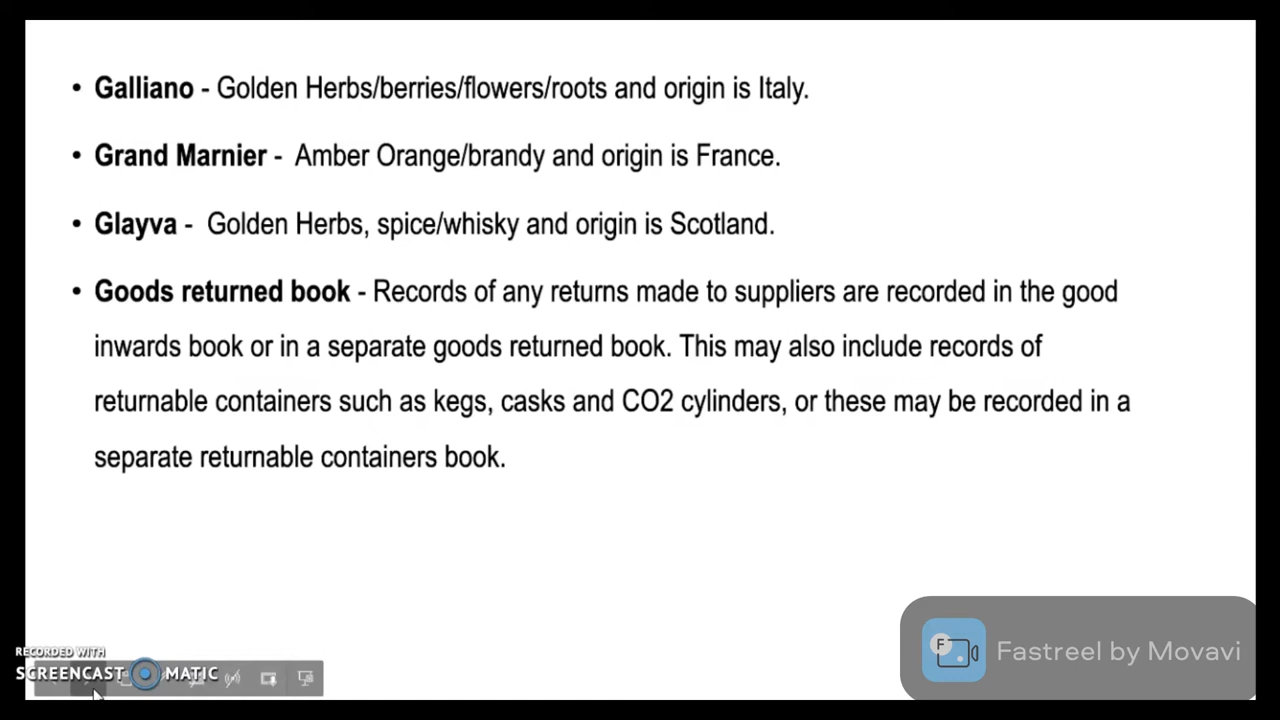 • Galliano - Golden Herbs/berries/flowers/roots and origin is Italy.
• Grand Marnier - Amber Orange/brandy and origin is France.
• Glayva - Golden Herbs, spice/whisky and origin is Scotland.
• Goods returned book - Records of any returns made to suppliers are recorded in the good
inwards book or in a separate goods returned book. This may also include records of
returnable containers such as kegs, casks and CO2 cylinders, or these may be recorded in a
separate returnable containers book.
RECORDED WITH
SCREENCAST MATIC
F
Fastreel by Movavi